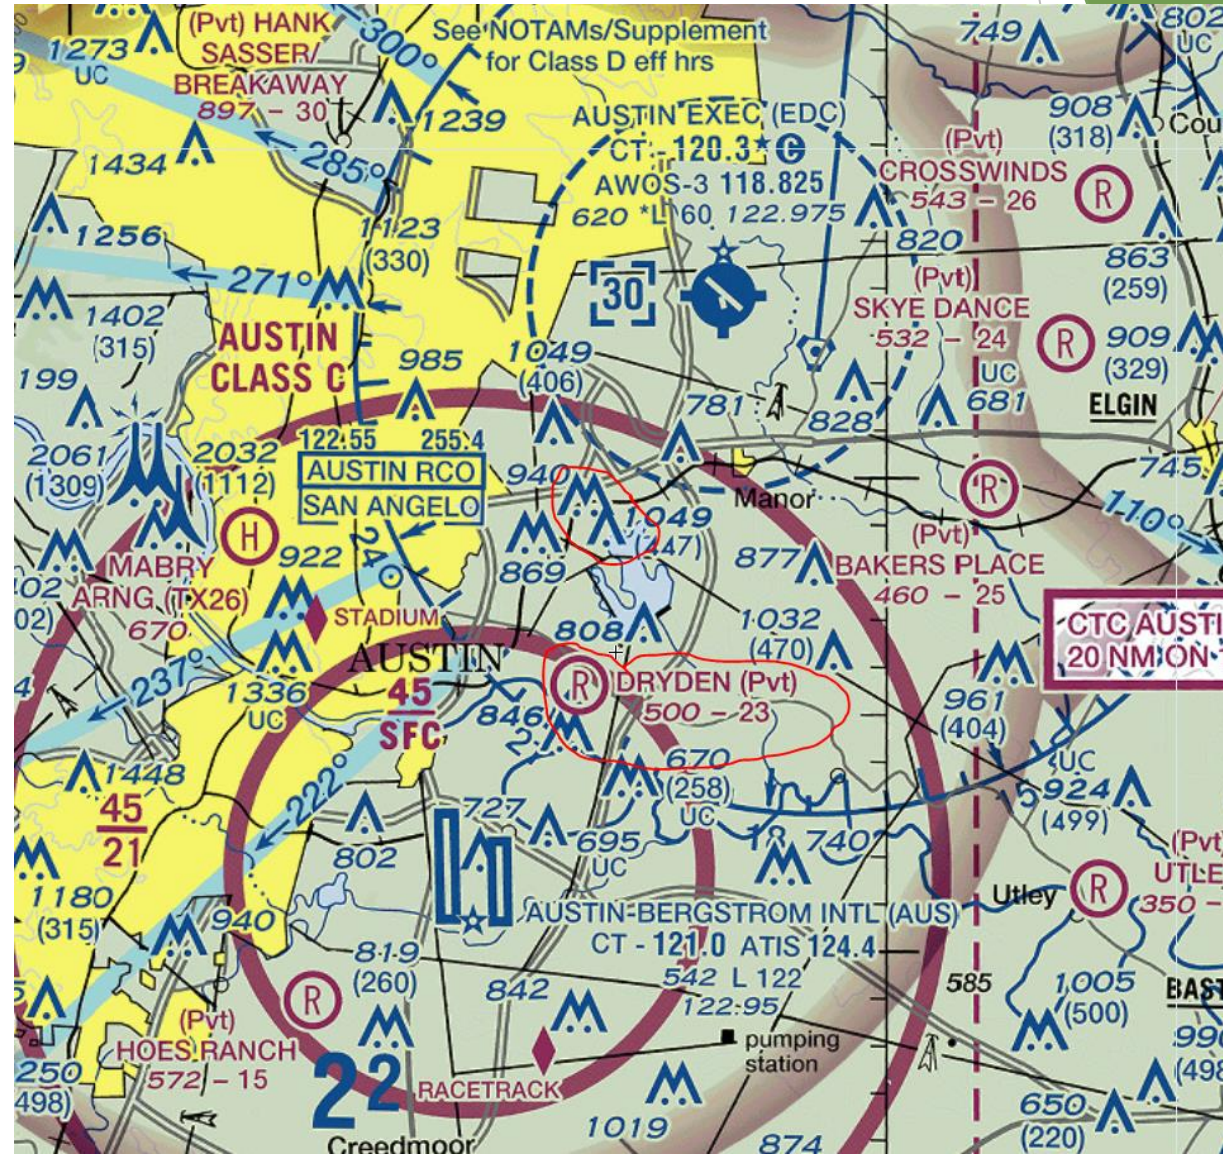 (Pvt) HANK
SASSER/
BREAKAWAY
897 - 30
1273
UC
300°
See NOTAMs/Supplement
for Class D eff hrs
749
802
UC
1239
AUSTIN EXEC (EDC)
CT - 120.3* C
AWOS-3 118.825
620 *L 60 122.975
908
(318)
Cou
1434
285°
(Pvt)
CROSSWINDS
543 - 26
R
1256
1123
(330)
820
863
(259)
271°
30
(Pvt)
SKYE DANCE
532 - 24
R
909
(329)
1402
(315)
AUSTIN
CLASS C
985
1049
(406)
UC
681
ELGIN
199
781
828
2061
(1309)
2032
(1112)
122.55 255.4
AUSTIN RCO
SAN ANGELO
940
Manor
745
R
110°
H
922
240
869
1049
877
(Pvt)
BAKERS PLACE
460 - 25
MABRY
ARNG (TX26)
670
02)
STADIUM
808
1032
(470)
CTC AUSTI
20 NM ON
AUSTIN
237°
1336
UC
45
SFC
846
R
DRYDEN (Pvt)
500 - 23
961
(404)
1448
45
21
222°
670
(258)
UC
UC
924
(499)
727
695
UC
740
802
(Pvt)
UTLE
350 -
R
Utley
1180
(315)
940
AUSTIN-BERGSTROM INTL (AUS)
CT - 121.0 ATIS 124.4
542 L 122
122.95
819
(260)
R
842
585
1005
(500)
BAST
(Pvt)
HOES RANCH
572 - 15
pumping
station
250
498)
22
RACETRACK
990
(498
Creedmoor
1019
874
650
(220)